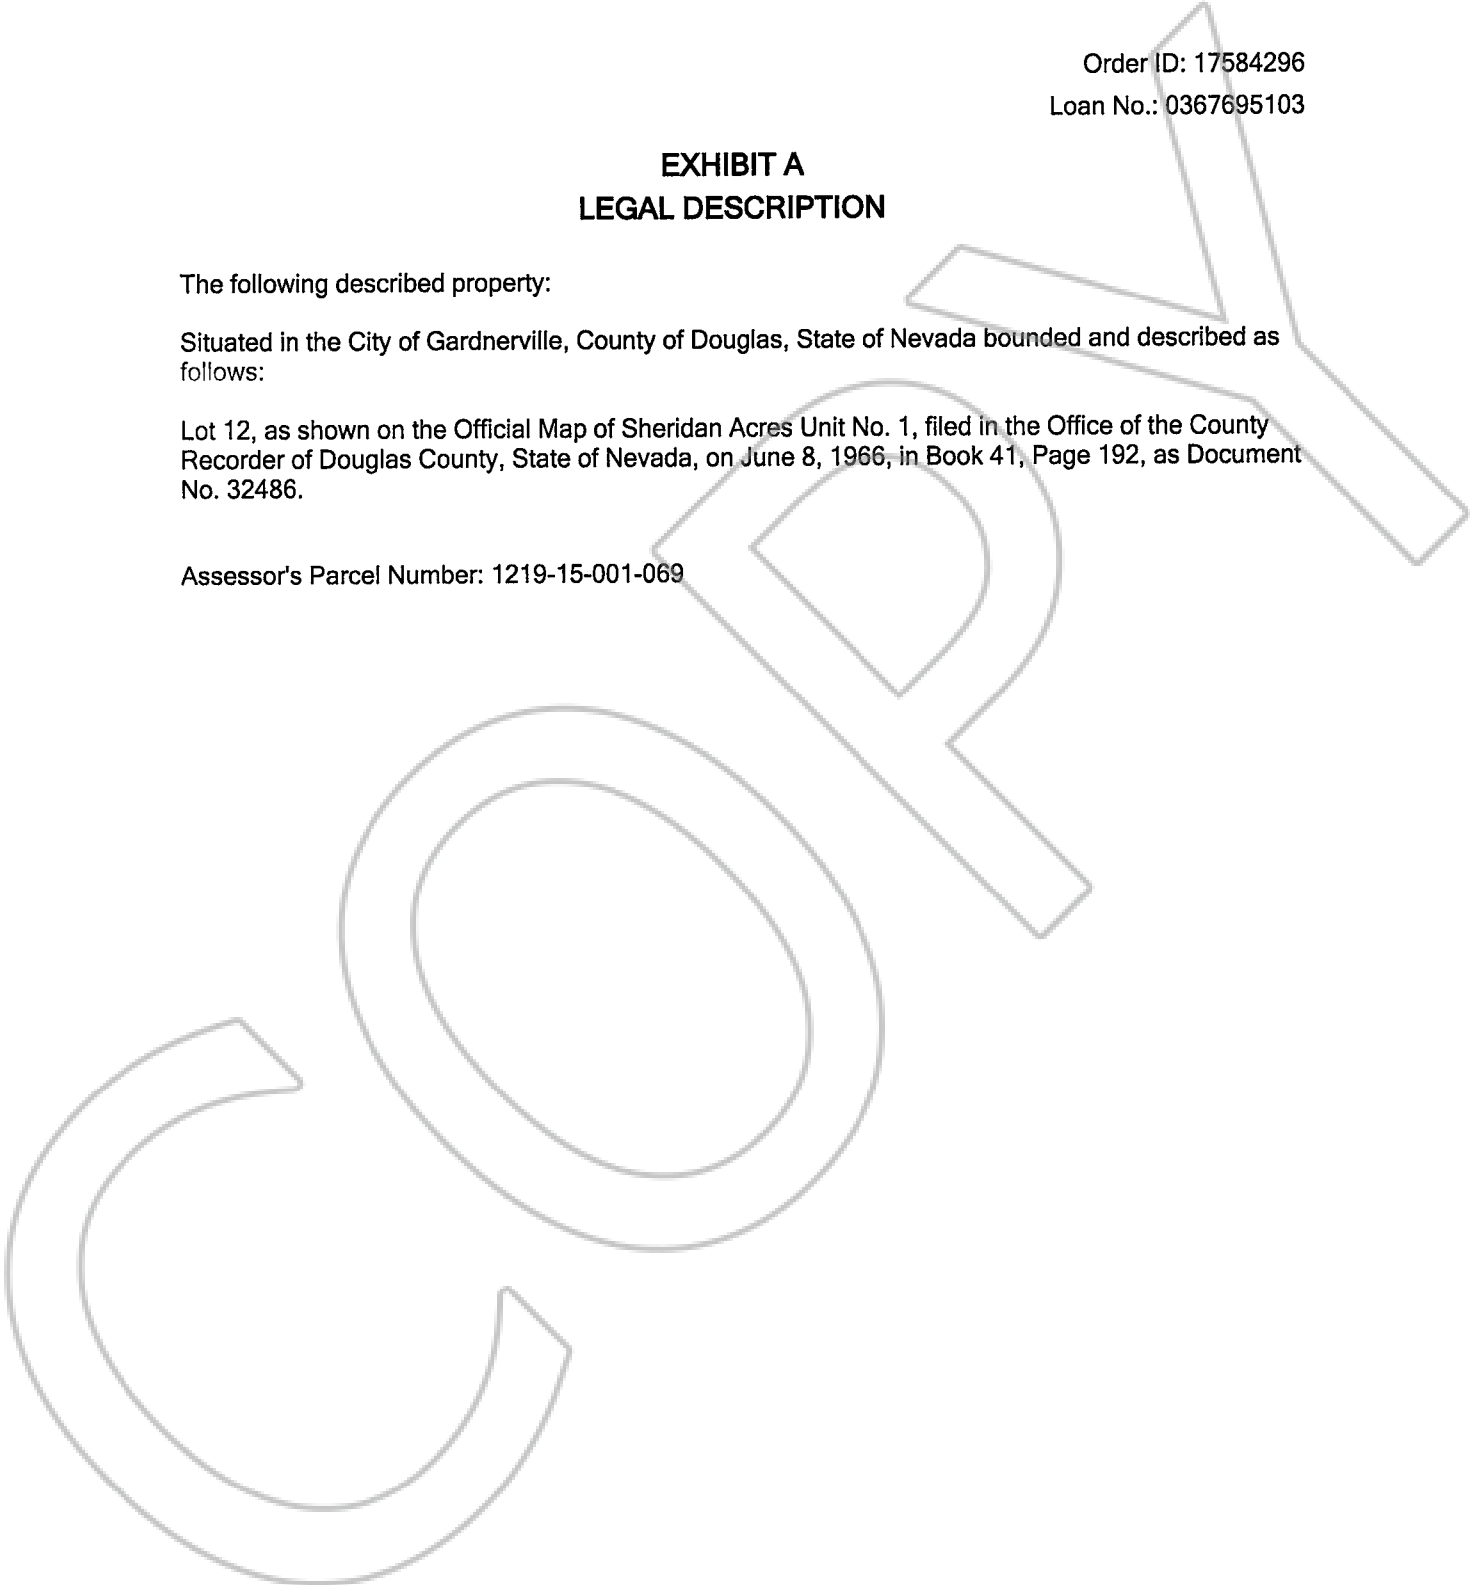 Order ID: 17584296
Loan No.: 0367695103
EXHIBIT A
LEGAL DESCRIPTION
The following described property:
Situated in the City of Gardnerville, County of Douglas, State of Nevada bounded and described as
follows:
Lot 12, as shown on the Official Map of Sheridan Acres Unit No. 1, filed in the Office of the County
Recorder of Douglas County, State of Nevada, on June 8, 1966, in Book 41, Page 192, as Document
No. 32486.
Assessor's Parcel Number: 1219-15-001-069
COPY